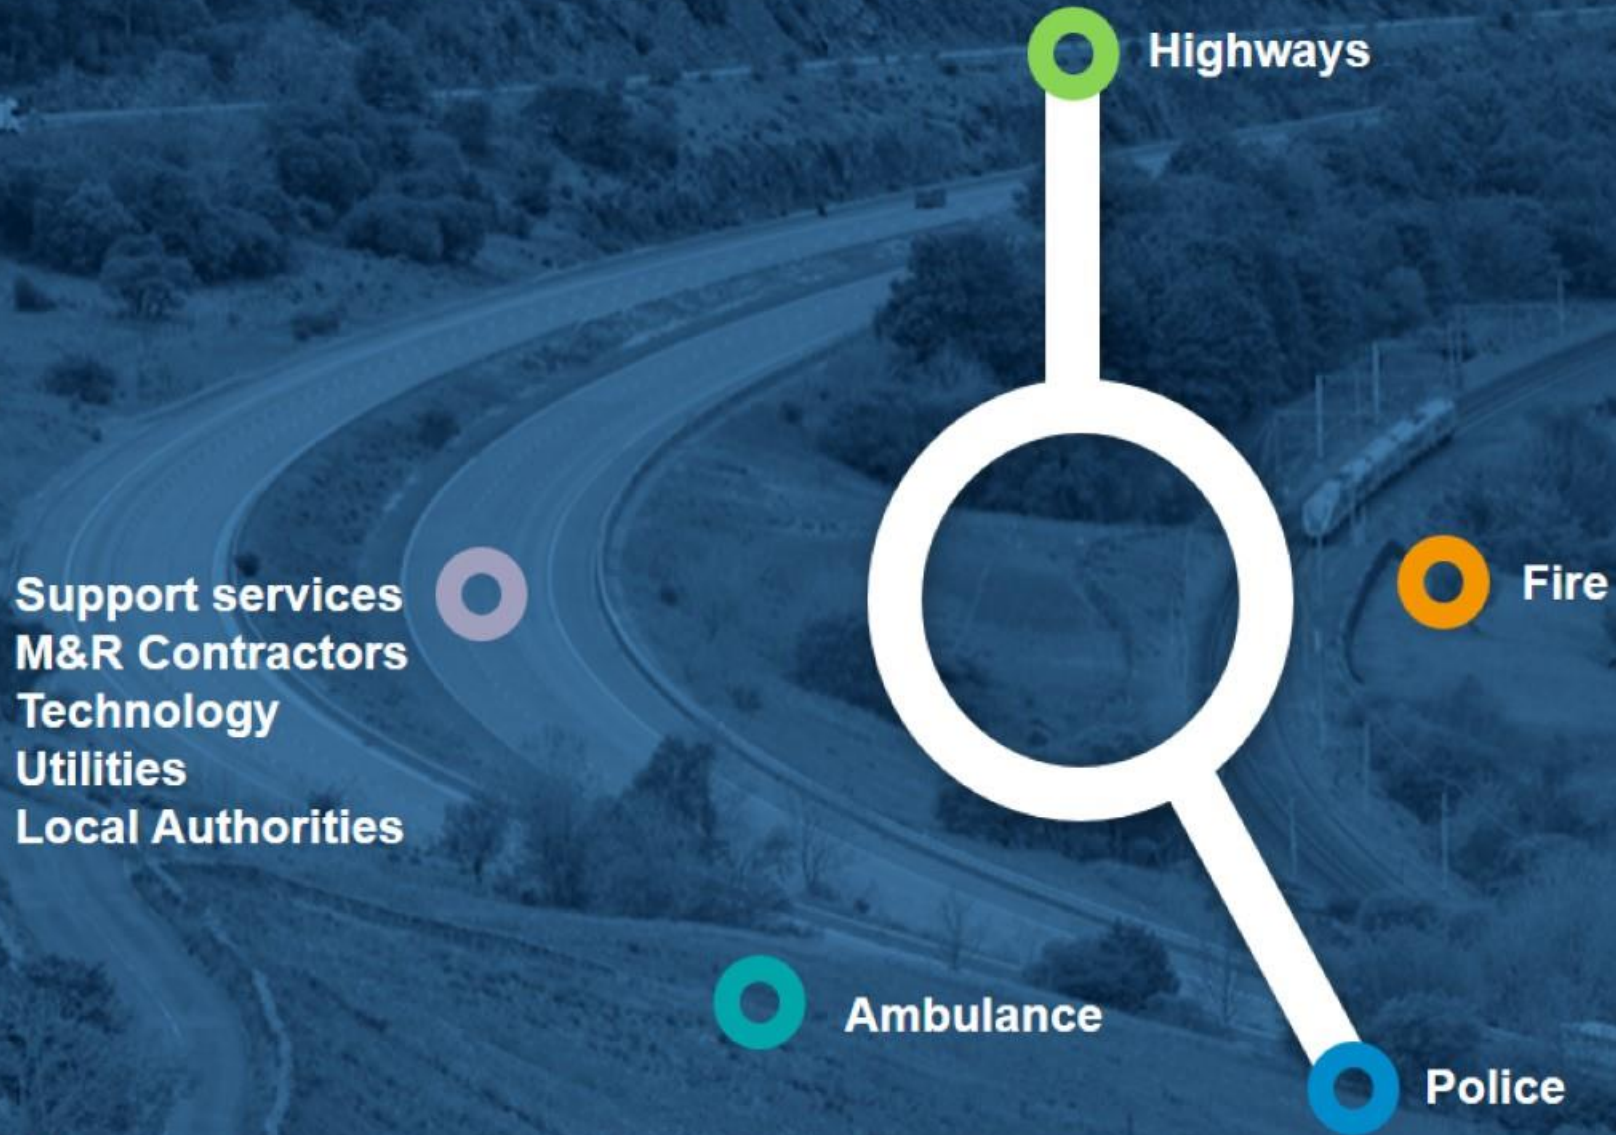 Highways
Fire
Support services
M&R Contractors
Technology
Utilities
Local Authorities
Ambulance
Police